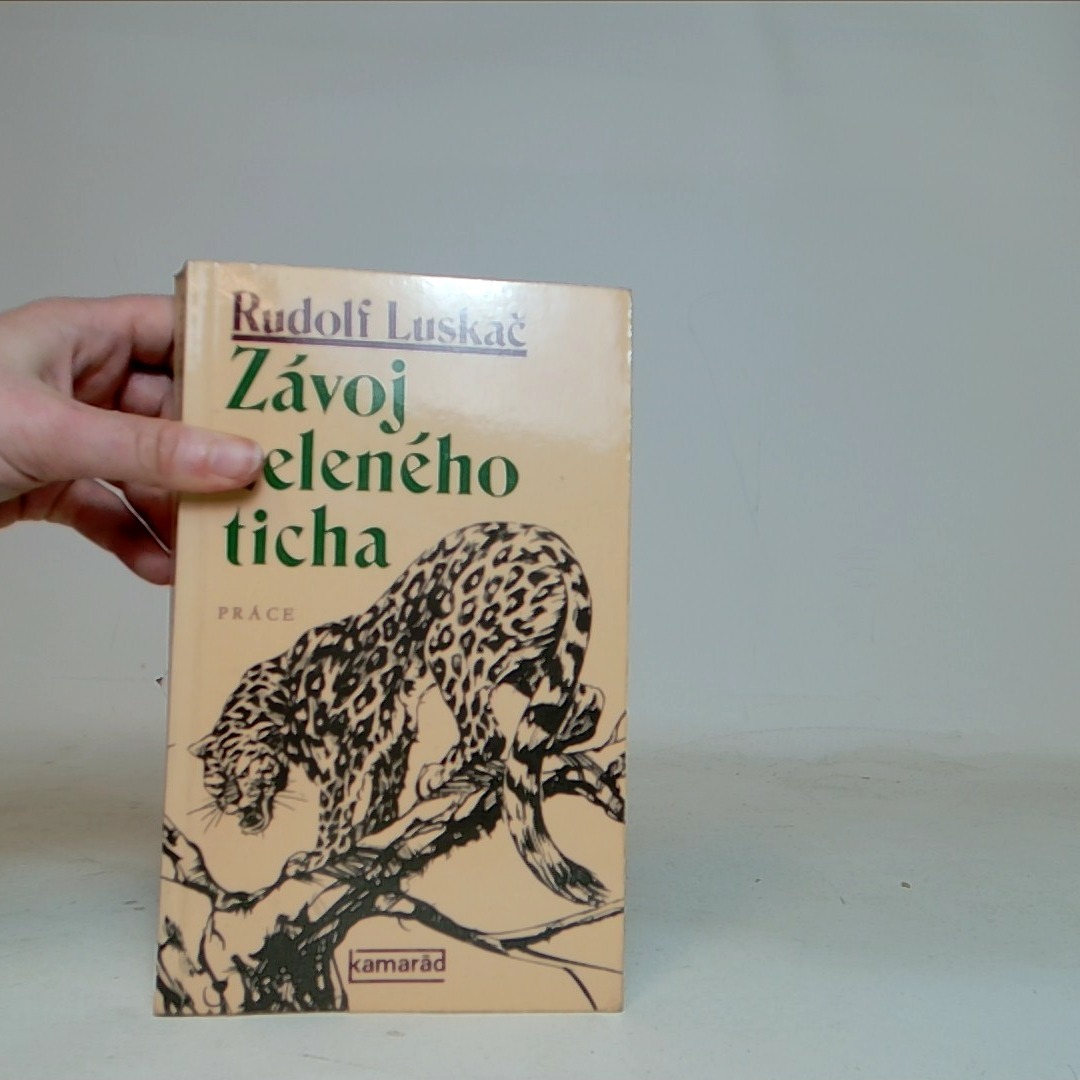 Rudolf Luskač
Závoj
eleného
ticha
PRÁCE
kamarád